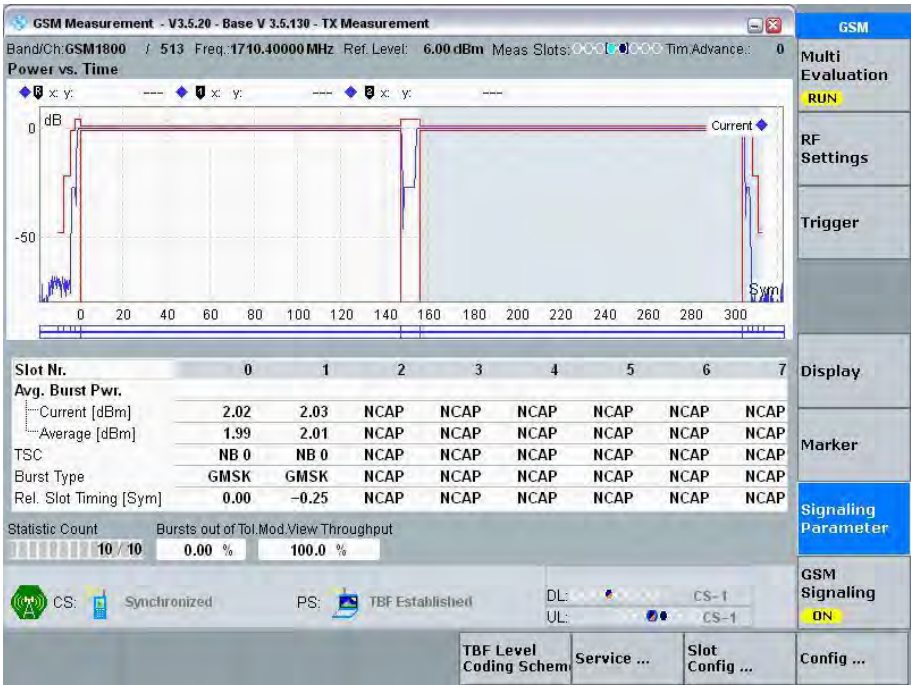 GSM Measurement - V3.5.20 - Base V 3.5.130 - TX Measurement
GSM
Band/Ch:GSM1800 / 513 Freq.:1710.40000 MHz Ref. Level: 6.00 dBm Meas Slots: Tim.Advance.: 0
Power vs. Time
Multi Evaluation
RUN
R x: y: --- 1 x: y: --- 2 x: y: ---
dB
Current
0
-50
Sym
0 20 40 60 80 100 120 140 160 180 200 220 240 260 280 300
RF Settings
Trigger
Slot Nr. 0 1 2 3 4 5 6 7
Avg. Burst Pwr.
Current [dBm] 2.02 2.03 NCAP NCAP NCAP NCAP NCAP NCAP
Average [dBm] 1.99 2.01 NCAP NCAP NCAP NCAP NCAP NCAP
TSC NB 0 NB 0 NCAP NCAP NCAP NCAP NCAP NCAP
Burst Type GMSK GMSK NCAP NCAP NCAP NCAP NCAP NCAP
Rel. Slot Timing [Sym] 0.00 −0.25 NCAP NCAP NCAP NCAP NCAP NCAP
Display
Marker
Signaling Parameter
Statistic Count Bursts out of Tol. Mod.View Throughput
10 / 10 0.00 % 100.0 %
CS: Synchronized PS: TBF Established DL: CS-1
UL: CS-1
GSM Signaling
ON
TBF Level
Coding Schem
Service ...
Slot
Config ...
Config ...